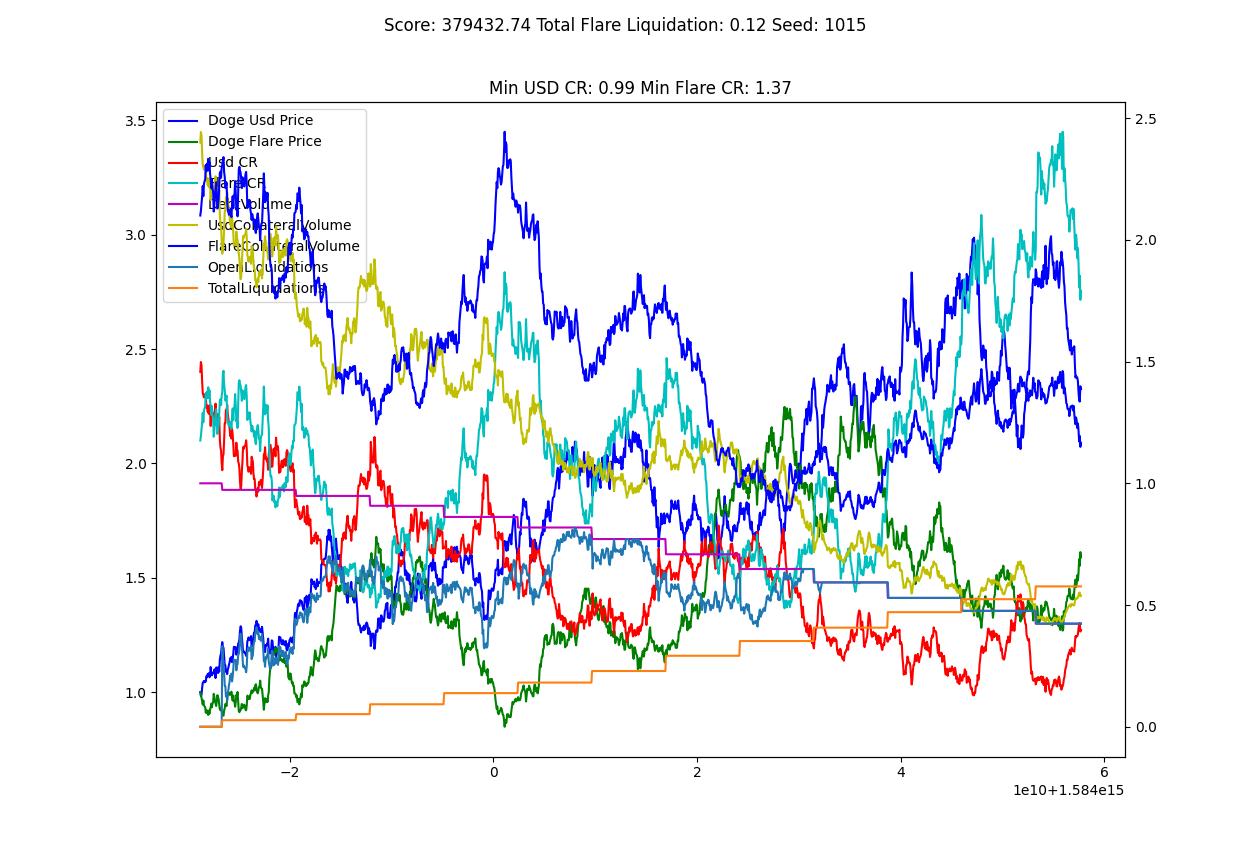 Score: 379432.74 Total Flare Liquidation: 0.12 Seed: 1015
Min USD CR: 0.99 Min Flare CR: 1.37
Doge Usd Price
Doge Flare Price
Usd CR
Flare CR
DebtVolume
UsdCollateralVolume
FlareCollateralVolume
OpenLiquidations
TotalLiquidations
3.5
3.0
2.5
2.0
1.5
1.0
2.5
2.0
1.5
1.0
0.5
0.0
−2
0
2
4
6
1e10+1.584e15